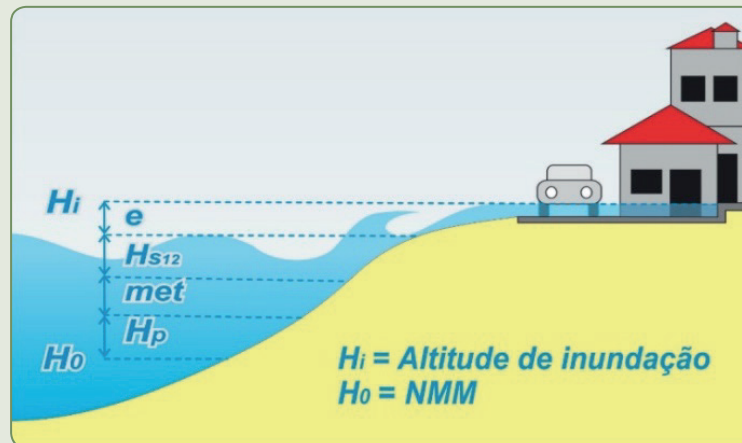 Hi
e
Hs12
met
Hp
H0
Hi = Altitude de inundação
H0 = NMM